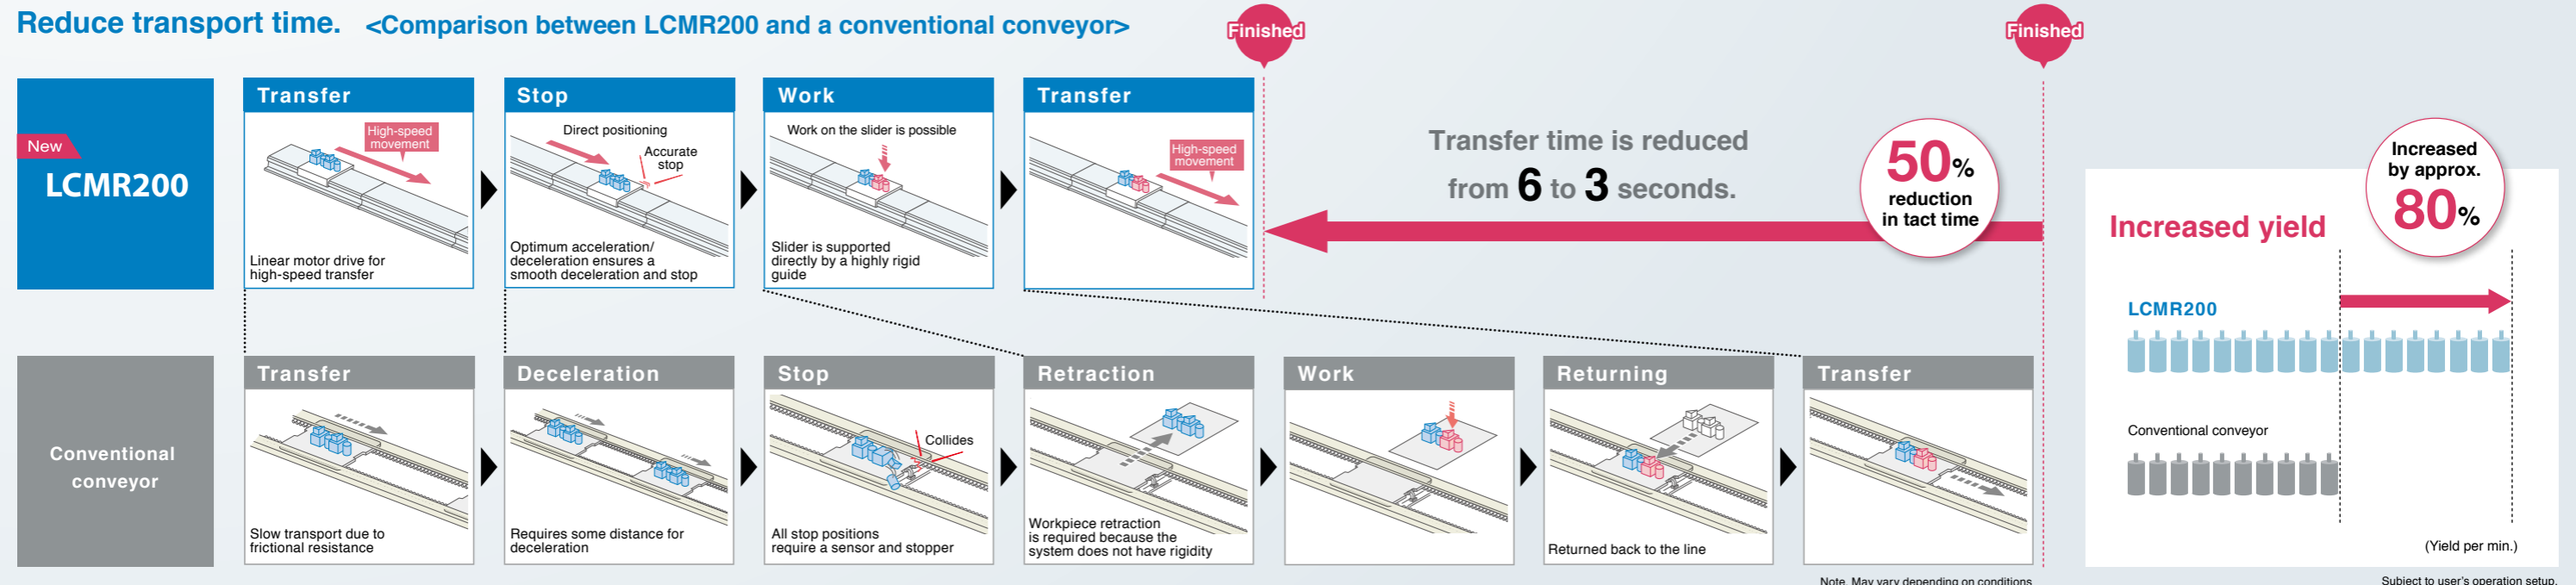 Reduce transport time. <Comparison between LCMR200 and a conventional conveyor>
Finished
Finished
New
LCMR200
Transfer
High-speed
movement
Linear motor drive for
high-speed transfer
Stop
Direct positioning
Accurate
stop
Optimum acceleration/
deceleration ensures a
smooth deceleration and stop
Work
Work on the slider is possible
Slider is supported
directly by a highly rigid
guide
Transfer
High-speed
movement
Transfer time is reduced
from 6 to 3 seconds.
50%
reduction
in tact time
Conventional
conveyor
Transfer
Slow transport due to
frictional resistance
Deceleration
Requires some distance for
deceleration
Stop
Collides
All stop positions
require a sensor and stopper
Retraction
Workpiece retraction
is required because the
system does not have rigidity
Work
Returning
Returned back to the line
Transfer
Note. May vary depending on conditions
Increased
by approx.
80%
Increased yield
LCMR200
Conventional conveyor
(Yield per min.)
Subject to user's operation setup.